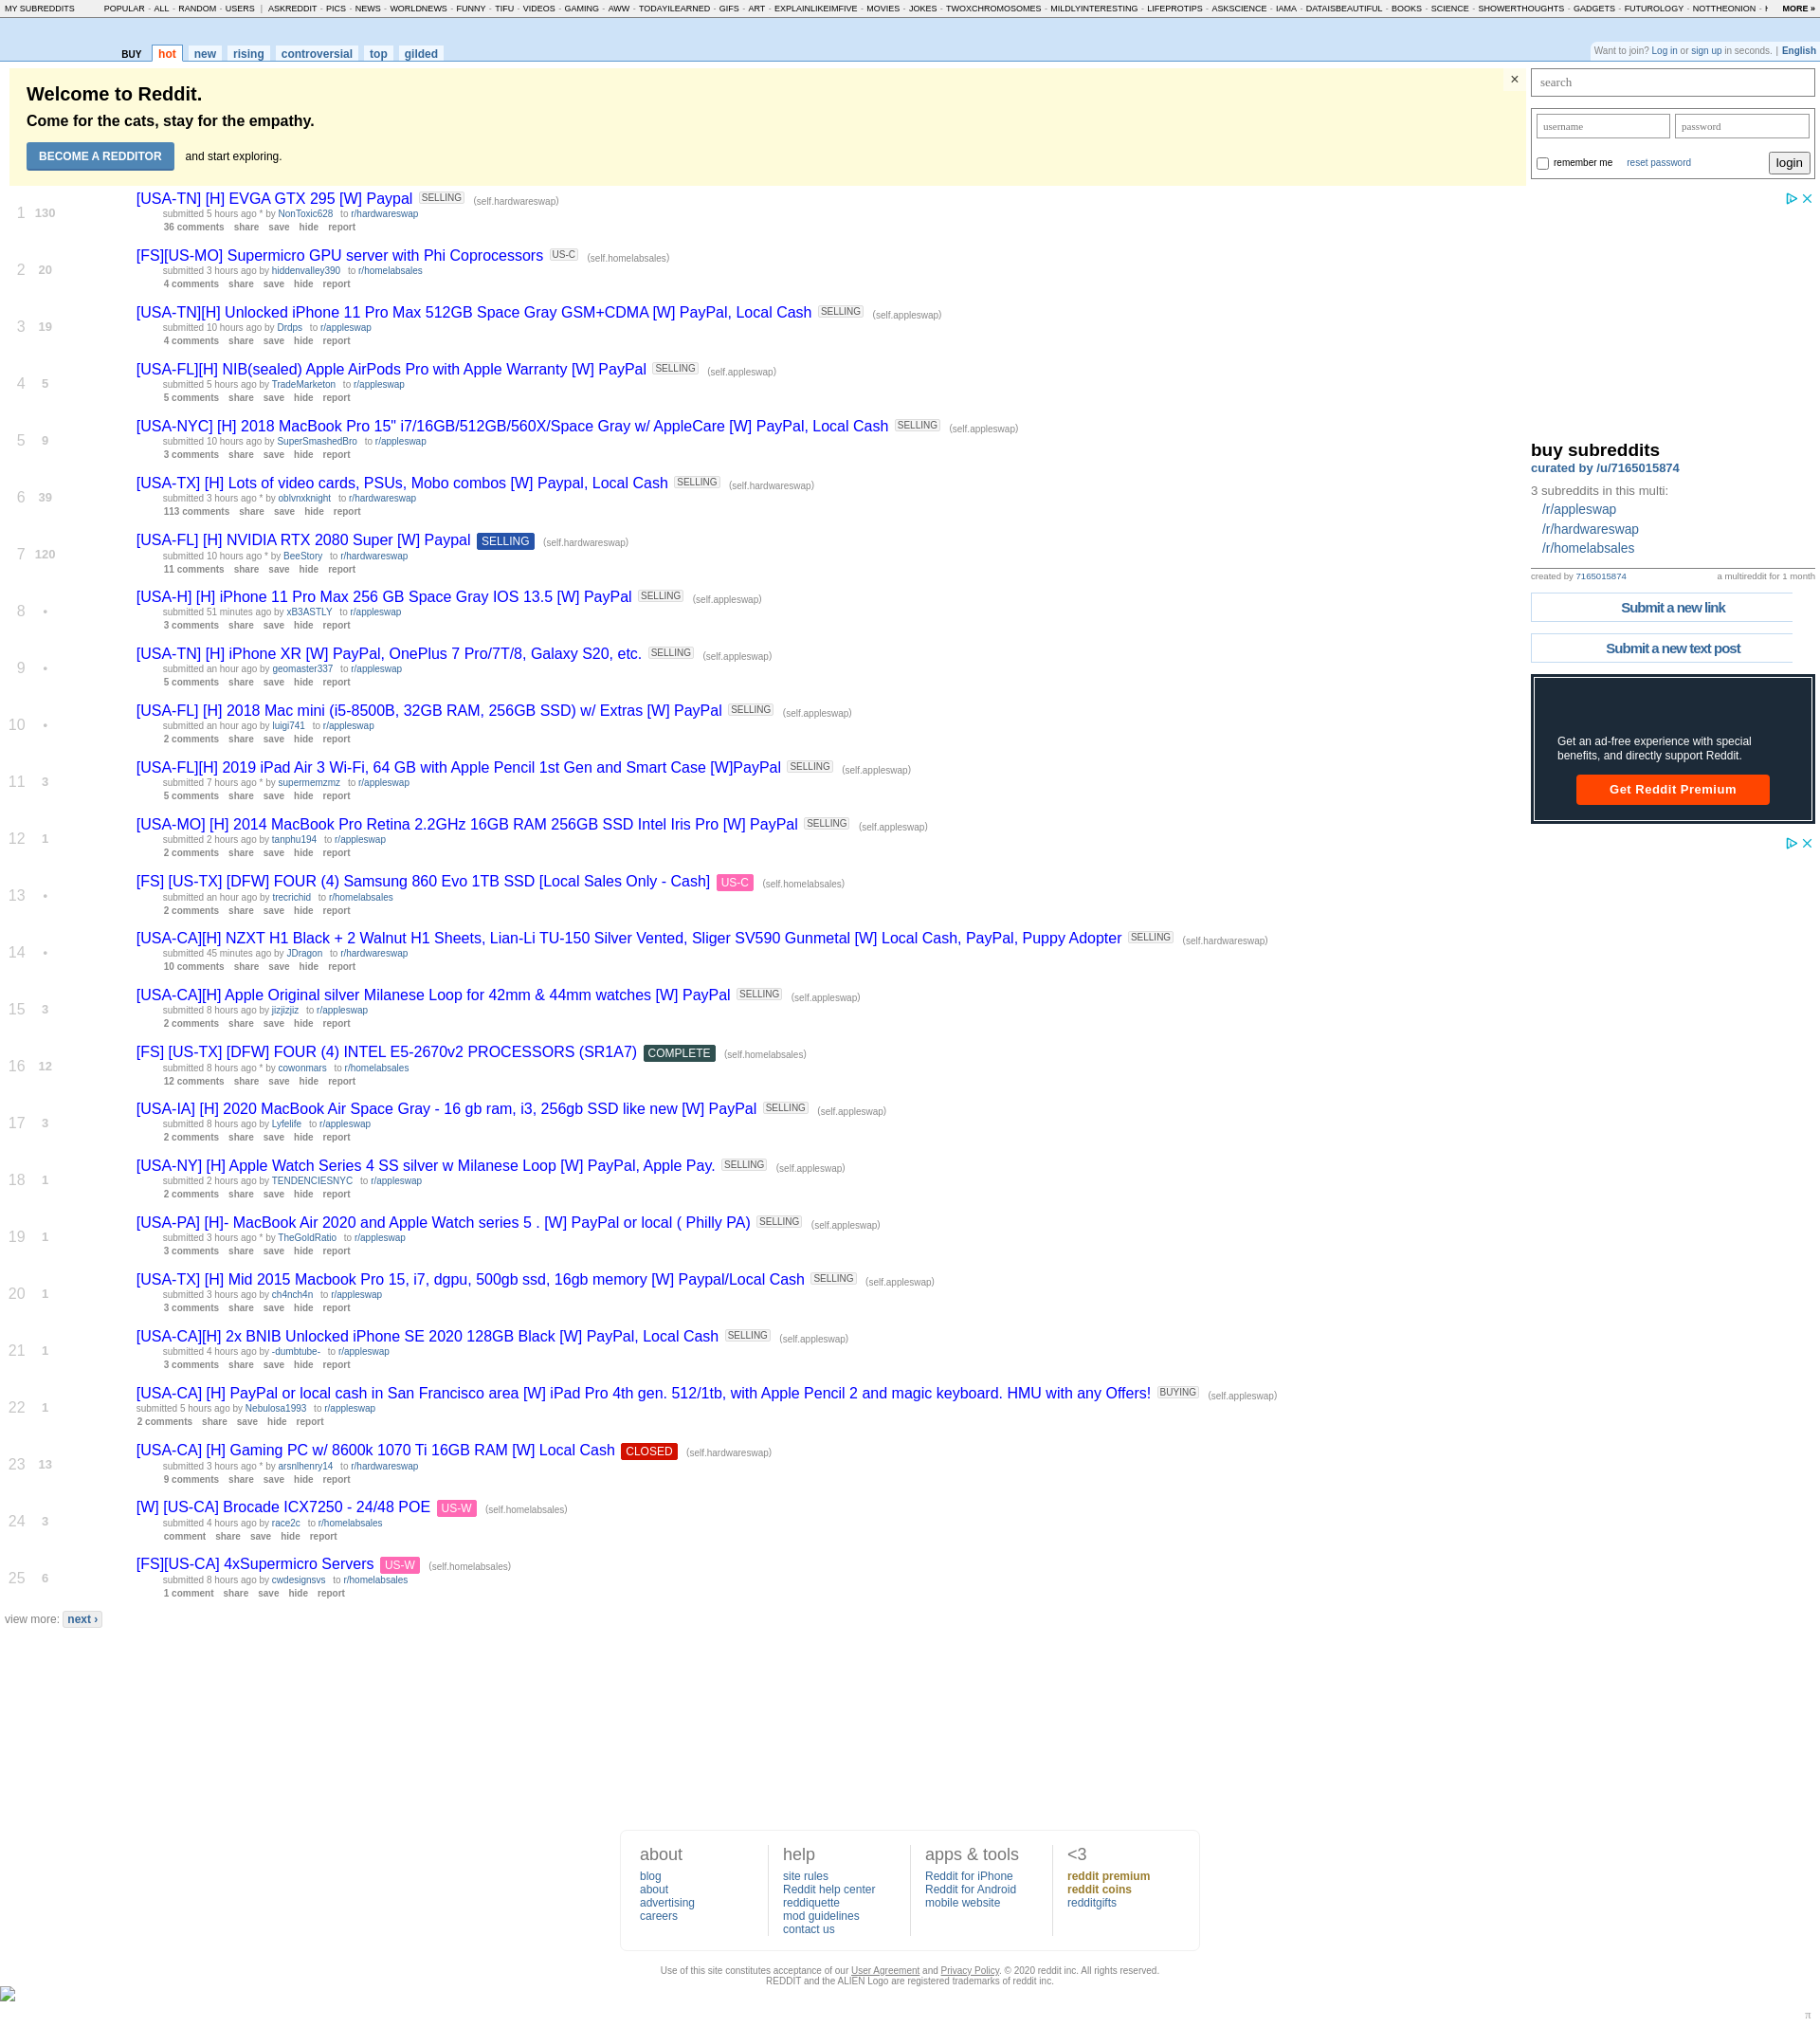 MY SUBREDDITS POPULAR - ALL - RANDOM - USERS | ASKREDDIT - PICS - NEWS - WORLDNEWS - FUNNY - TIFU - VIDEOS - GAMING - AWW - TODAYILEARNED - GIFS - ART - EXPLAINLIKEIMFIVE - MOVIES - JOKES - TWOXCHROMOSOMES - MILDLYINTERESTING - LIFEPROTIPS - ASKSCIENCE - IAMA - DATAISBEAUTIFUL - BOOKS - SCIENCE - SHOWERTHOUGHTS - GADGETS - FUTUROLOGY - NOTTHEONION - MORE »
BUY hot new rising controversial top gilded
Want to join? Log in or sign up in seconds. | English
Welcome to Reddit.
Come for the cats, stay for the empathy.
BECOME A REDDITOR and start exploring.
×
search
username password
remember me reset password login
1 130 [USA-TN] [H] EVGA GTX 295 [W] Paypal SELLING (self.hardwareswap)
submitted 5 hours ago * by NonToxic628 to r/hardwareswap
36 comments share save hide report
2 20 [FS][US-MO] Supermicro GPU server with Phi Coprocessors US-C (self.homelabsales)
submitted 3 hours ago by hiddenvalley390 to r/homelabsales
4 comments share save hide report
3 19 [USA-TN][H] Unlocked iPhone 11 Pro Max 512GB Space Gray GSM+CDMA [W] PayPal, Local Cash SELLING (self.appleswap)
submitted 10 hours ago by Drdps to r/appleswap
4 comments share save hide report
4 5 [USA-FL][H] NIB(sealed) Apple AirPods Pro with Apple Warranty [W] PayPal SELLING (self.appleswap)
submitted 5 hours ago by TradeMarketon to r/appleswap
5 comments share save hide report
5 9 [USA-NYC] [H] 2018 MacBook Pro 15" i7/16GB/512GB/560X/Space Gray w/ AppleCare [W] PayPal, Local Cash SELLING (self.appleswap)
submitted 10 hours ago by SuperSmashedBro to r/appleswap
3 comments share save hide report
6 39 [USA-TX] [H] Lots of video cards, PSUs, Mobo combos [W] Paypal, Local Cash SELLING (self.hardwareswap)
submitted 3 hours ago * by oblvnxknight to r/hardwareswap
113 comments share save hide report
7 120 [USA-FL] [H] NVIDIA RTX 2080 Super [W] Paypal SELLING (self.hardwareswap)
submitted 10 hours ago * by BeeStory to r/hardwareswap
11 comments share save hide report
8 • [USA-H] [H] iPhone 11 Pro Max 256 GB Space Gray IOS 13.5 [W] PayPal SELLING (self.appleswap)
submitted 51 minutes ago by xB3ASTLY to r/appleswap
3 comments share save hide report
9 • [USA-TN] [H] iPhone XR [W] PayPal, OnePlus 7 Pro/7T/8, Galaxy S20, etc. SELLING (self.appleswap)
submitted an hour ago by geomaster337 to r/appleswap
5 comments share save hide report
10 • [USA-FL] [H] 2018 Mac mini (i5-8500B, 32GB RAM, 256GB SSD) w/ Extras [W] PayPal SELLING (self.appleswap)
submitted an hour ago by luigi741 to r/appleswap
2 comments share save hide report
11 3 [USA-FL][H] 2019 iPad Air 3 Wi-Fi, 64 GB with Apple Pencil 1st Gen and Smart Case [W]PayPal SELLING (self.appleswap)
submitted 7 hours ago * by supermemzmz to r/appleswap
5 comments share save hide report
12 1 [USA-MO] [H] 2014 MacBook Pro Retina 2.2GHz 16GB RAM 256GB SSD Intel Iris Pro [W] PayPal SELLING (self.appleswap)
submitted 2 hours ago by tanphu194 to r/appleswap
2 comments share save hide report
13 • [FS] [US-TX] [DFW] FOUR (4) Samsung 860 Evo 1TB SSD [Local Sales Only - Cash] US-C (self.homelabsales)
submitted an hour ago by trecrichid to r/homelabsales
2 comments share save hide report
14 • [USA-CA][H] NZXT H1 Black + 2 Walnut H1 Sheets, Lian-Li TU-150 Silver Vented, Sliger SV590 Gunmetal [W] Local Cash, PayPal, Puppy Adopter SELLING (self.hardwareswap)
submitted 45 minutes ago by JDragon to r/hardwareswap
10 comments share save hide report
15 3 [USA-CA][H] Apple Original silver Milanese Loop for 42mm & 44mm watches [W] PayPal SELLING (self.appleswap)
submitted 8 hours ago by jizjizjiz to r/appleswap
2 comments share save hide report
16 12 [FS] [US-TX] [DFW] FOUR (4) INTEL E5-2670v2 PROCESSORS (SR1A7) COMPLETE (self.homelabsales)
submitted 8 hours ago * by cowonmars to r/homelabsales
12 comments share save hide report
17 3 [USA-IA] [H] 2020 MacBook Air Space Gray - 16 gb ram, i3, 256gb SSD like new [W] PayPal SELLING (self.appleswap)
submitted 8 hours ago by Lyfelife to r/appleswap
2 comments share save hide report
18 1 [USA-NY] [H] Apple Watch Series 4 SS silver w Milanese Loop [W] PayPal, Apple Pay. SELLING (self.appleswap)
submitted 2 hours ago by TENDENCIESNYC to r/appleswap
2 comments share save hide report
19 1 [USA-PA] [H]- MacBook Air 2020 and Apple Watch series 5 . [W] PayPal or local ( Philly PA) SELLING (self.appleswap)
submitted 3 hours ago * by TheGoldRatio to r/appleswap
3 comments share save hide report
20 1 [USA-TX] [H] Mid 2015 Macbook Pro 15, i7, dgpu, 500gb ssd, 16gb memory [W] Paypal/Local Cash SELLING (self.appleswap)
submitted 3 hours ago by ch4nch4n to r/appleswap
3 comments share save hide report
21 1 [USA-CA][H] 2x BNIB Unlocked iPhone SE 2020 128GB Black [W] PayPal, Local Cash SELLING (self.appleswap)
submitted 4 hours ago by -dumbtube- to r/appleswap
3 comments share save hide report
22 1 [USA-CA] [H] PayPal or local cash in San Francisco area [W] iPad Pro 4th gen. 512/1tb, with Apple Pencil 2 and magic keyboard. HMU with any Offers! BUYING (self.appleswap)
submitted 5 hours ago by Nebulosa1993 to r/appleswap
2 comments share save hide report
23 13 [USA-CA] [H] Gaming PC w/ 8600k 1070 Ti 16GB RAM [W] Local Cash CLOSED (self.hardwareswap)
submitted 3 hours ago * by arsnlhenry14 to r/hardwareswap
9 comments share save hide report
24 3 [W] [US-CA] Brocade ICX7250 - 24/48 POE US-W (self.homelabsales)
submitted 4 hours ago by race2c to r/homelabsales
comment share save hide report
25 6 [FS][US-CA] 4xSupermicro Servers US-W (self.homelabsales)
submitted 8 hours ago by cwdesignsvs to r/homelabsales
1 comment share save hide report
view more: next ›
buy subreddits
curated by /u/7165015874
3 subreddits in this multi:
/r/appleswap
/r/hardwareswap
/r/homelabsales
created by 7165015874 a multireddit for 1 month
Submit a new link
Submit a new text post
Get an ad-free experience with special
benefits, and directly support Reddit.
Get Reddit Premium
about
blog
about
advertising
careers
help
site rules
Reddit help center
reddiquette
mod guidelines
contact us
apps & tools
Reddit for iPhone
Reddit for Android
mobile website
<3
reddit premium
reddit coins
redditgifts
Use of this site constitutes acceptance of our User Agreement and Privacy Policy. © 2020 reddit inc. All rights reserved.
REDDIT and the ALIEN Logo are registered trademarks of reddit inc.
π